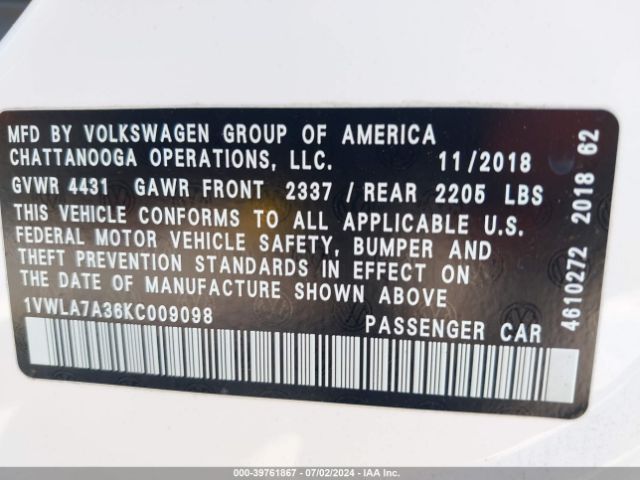 MFD BY VOLKSWAGEN GROUP OF AMERICA
CHATTANOOGA OPERATIONS, LLC. 11/2018
GVWR 4431 GAWR FRONT 2337 / REAR 2205 LBS
THIS VEHICLE CONFORMS TO ALL APPLICABLE U.S.
FEDERAL MOTOR VEHICLE SAFETY, BUMPER AND
THEFT PREVENTION STANDARDS IN EFFECT ON
THE DATE OF MANUFACTURE SHOWN ABOVE
1VWLA7A36KC009098 PASSENGER CAR
4610272 2018 62
000-39761867 | 07/02/2024 | IAA Inc.